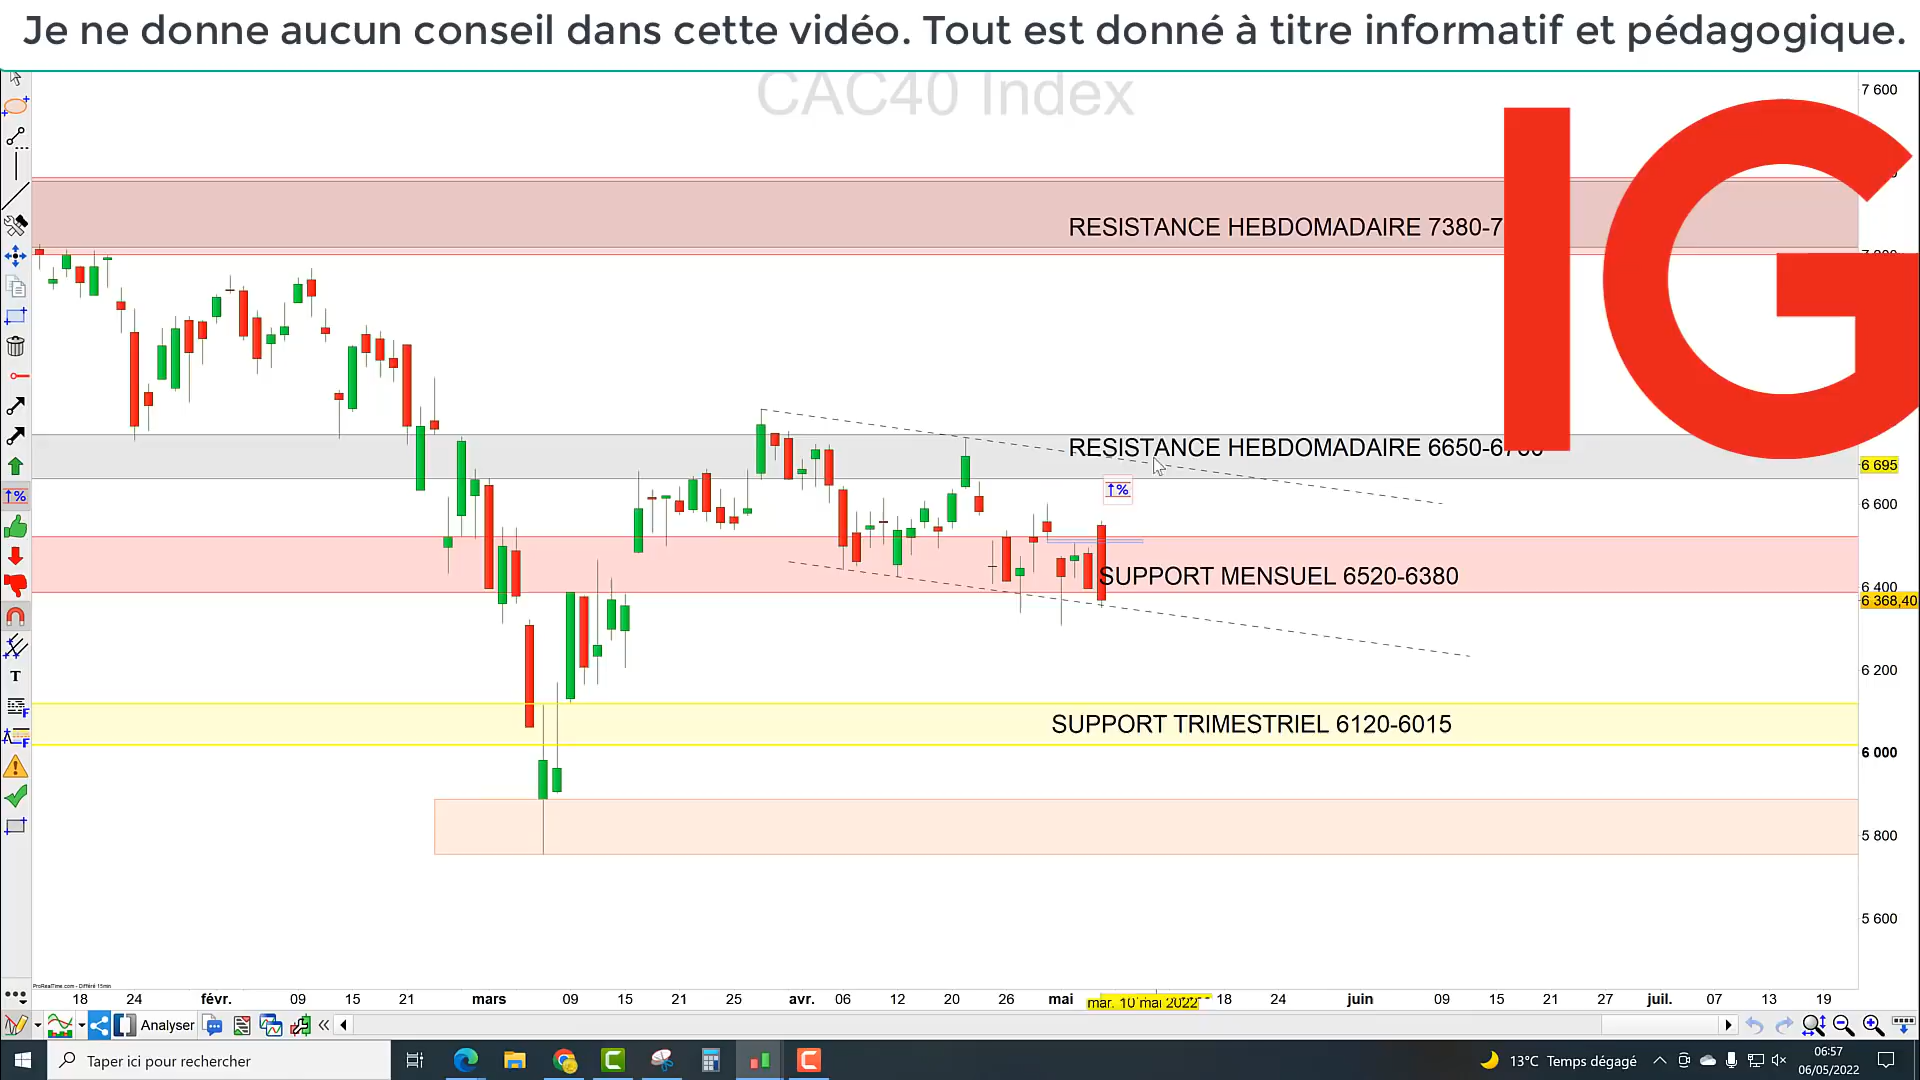 Je ne donne aucun conseil dans cette vidéo. Tout est donné à titre informatif et pédagogique.
CAC40 Index
7 600
IG
RESISTANCE HEBDOMADAIRE 7380-7
RESISTANCE HEBDOMADAIRE 6650-6
6 695
↑%
↑%
6 600
SUPPORT MENSUEL 6520-6380
6 400
6 368,40
6 200
SUPPORT TRIMESTRIEL 6120-6015
6 000
5 800
5 600
ProRealTime.com - Différé 15min
18 24 févr. 09 15 21 mars 09 15 21 25 avr. 06 12 20 26 mai mar. 10 mai 2022 18 24 juin 09 15 21 27 juil. 07 13 19
Analyser
Taper ici pour rechercher
13°C Temps dégagé
06:57
06/05/2022